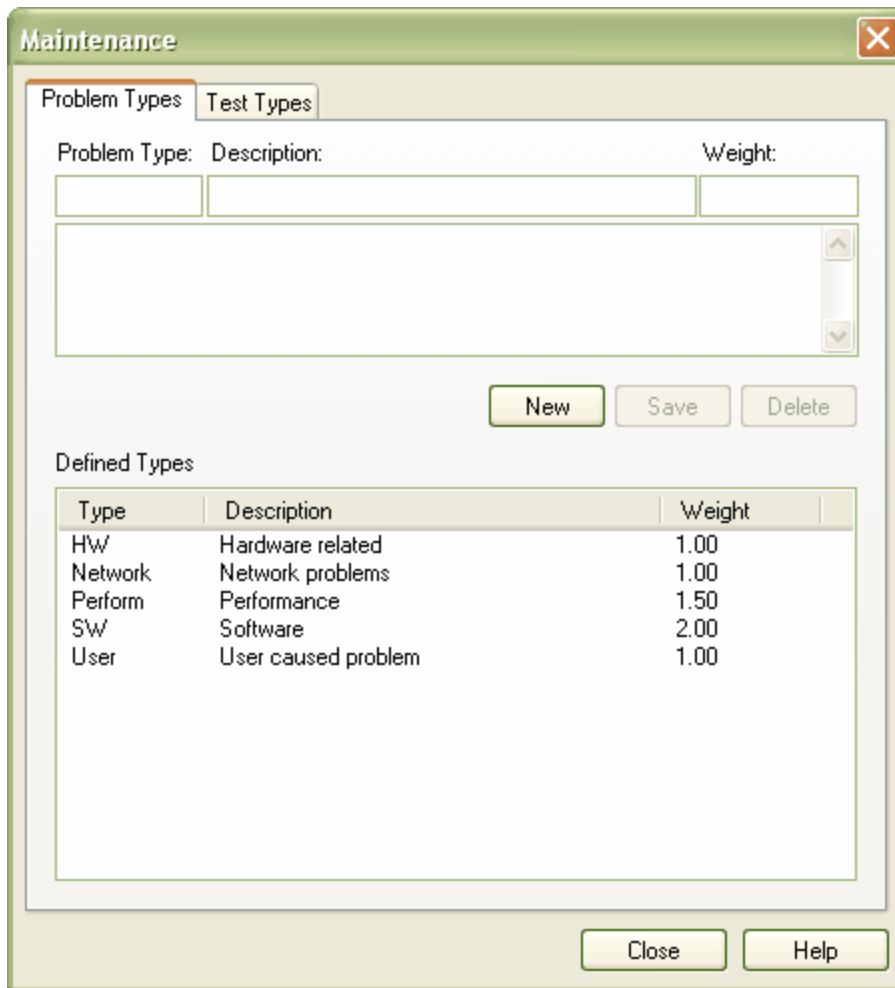 Maintenance
Problem Types Test Types
Problem Type: Description: Weight:
New Save Delete
Defined Types
Type Description Weight
HW Hardware related 1.00
Network Network problems 1.00
Perform Performance 1.50
SW Software 2.00
User User caused problem 1.00
Close Help